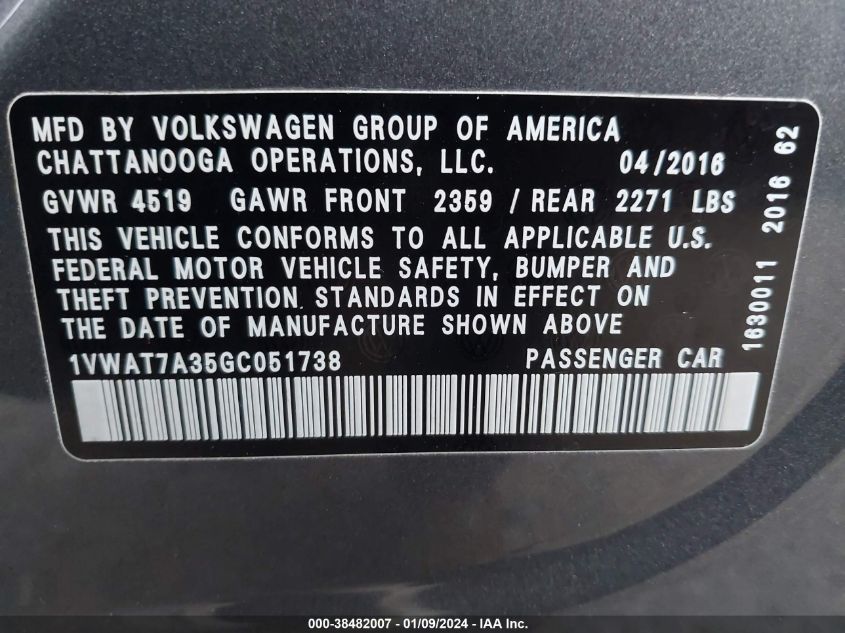 MFD BY VOLKSWAGEN GROUP OF AMERICA
CHATTANOOGA OPERATIONS, LLC. 04/2016
GVWR 4519 GAWR FRONT 2359 / REAR 2271 LBS
THIS VEHICLE CONFORMS TO ALL APPLICABLE U.S.
FEDERAL MOTOR VEHICLE SAFETY, BUMPER AND
THEFT PREVENTION STANDARDS IN EFFECT ON
THE DATE OF MANUFACTURE SHOWN ABOVE
1VWAT7A35GC051738 PASSENGER CAR
1630011 2016 62
000-38482007 - 01/09/2024 - IAA Inc.